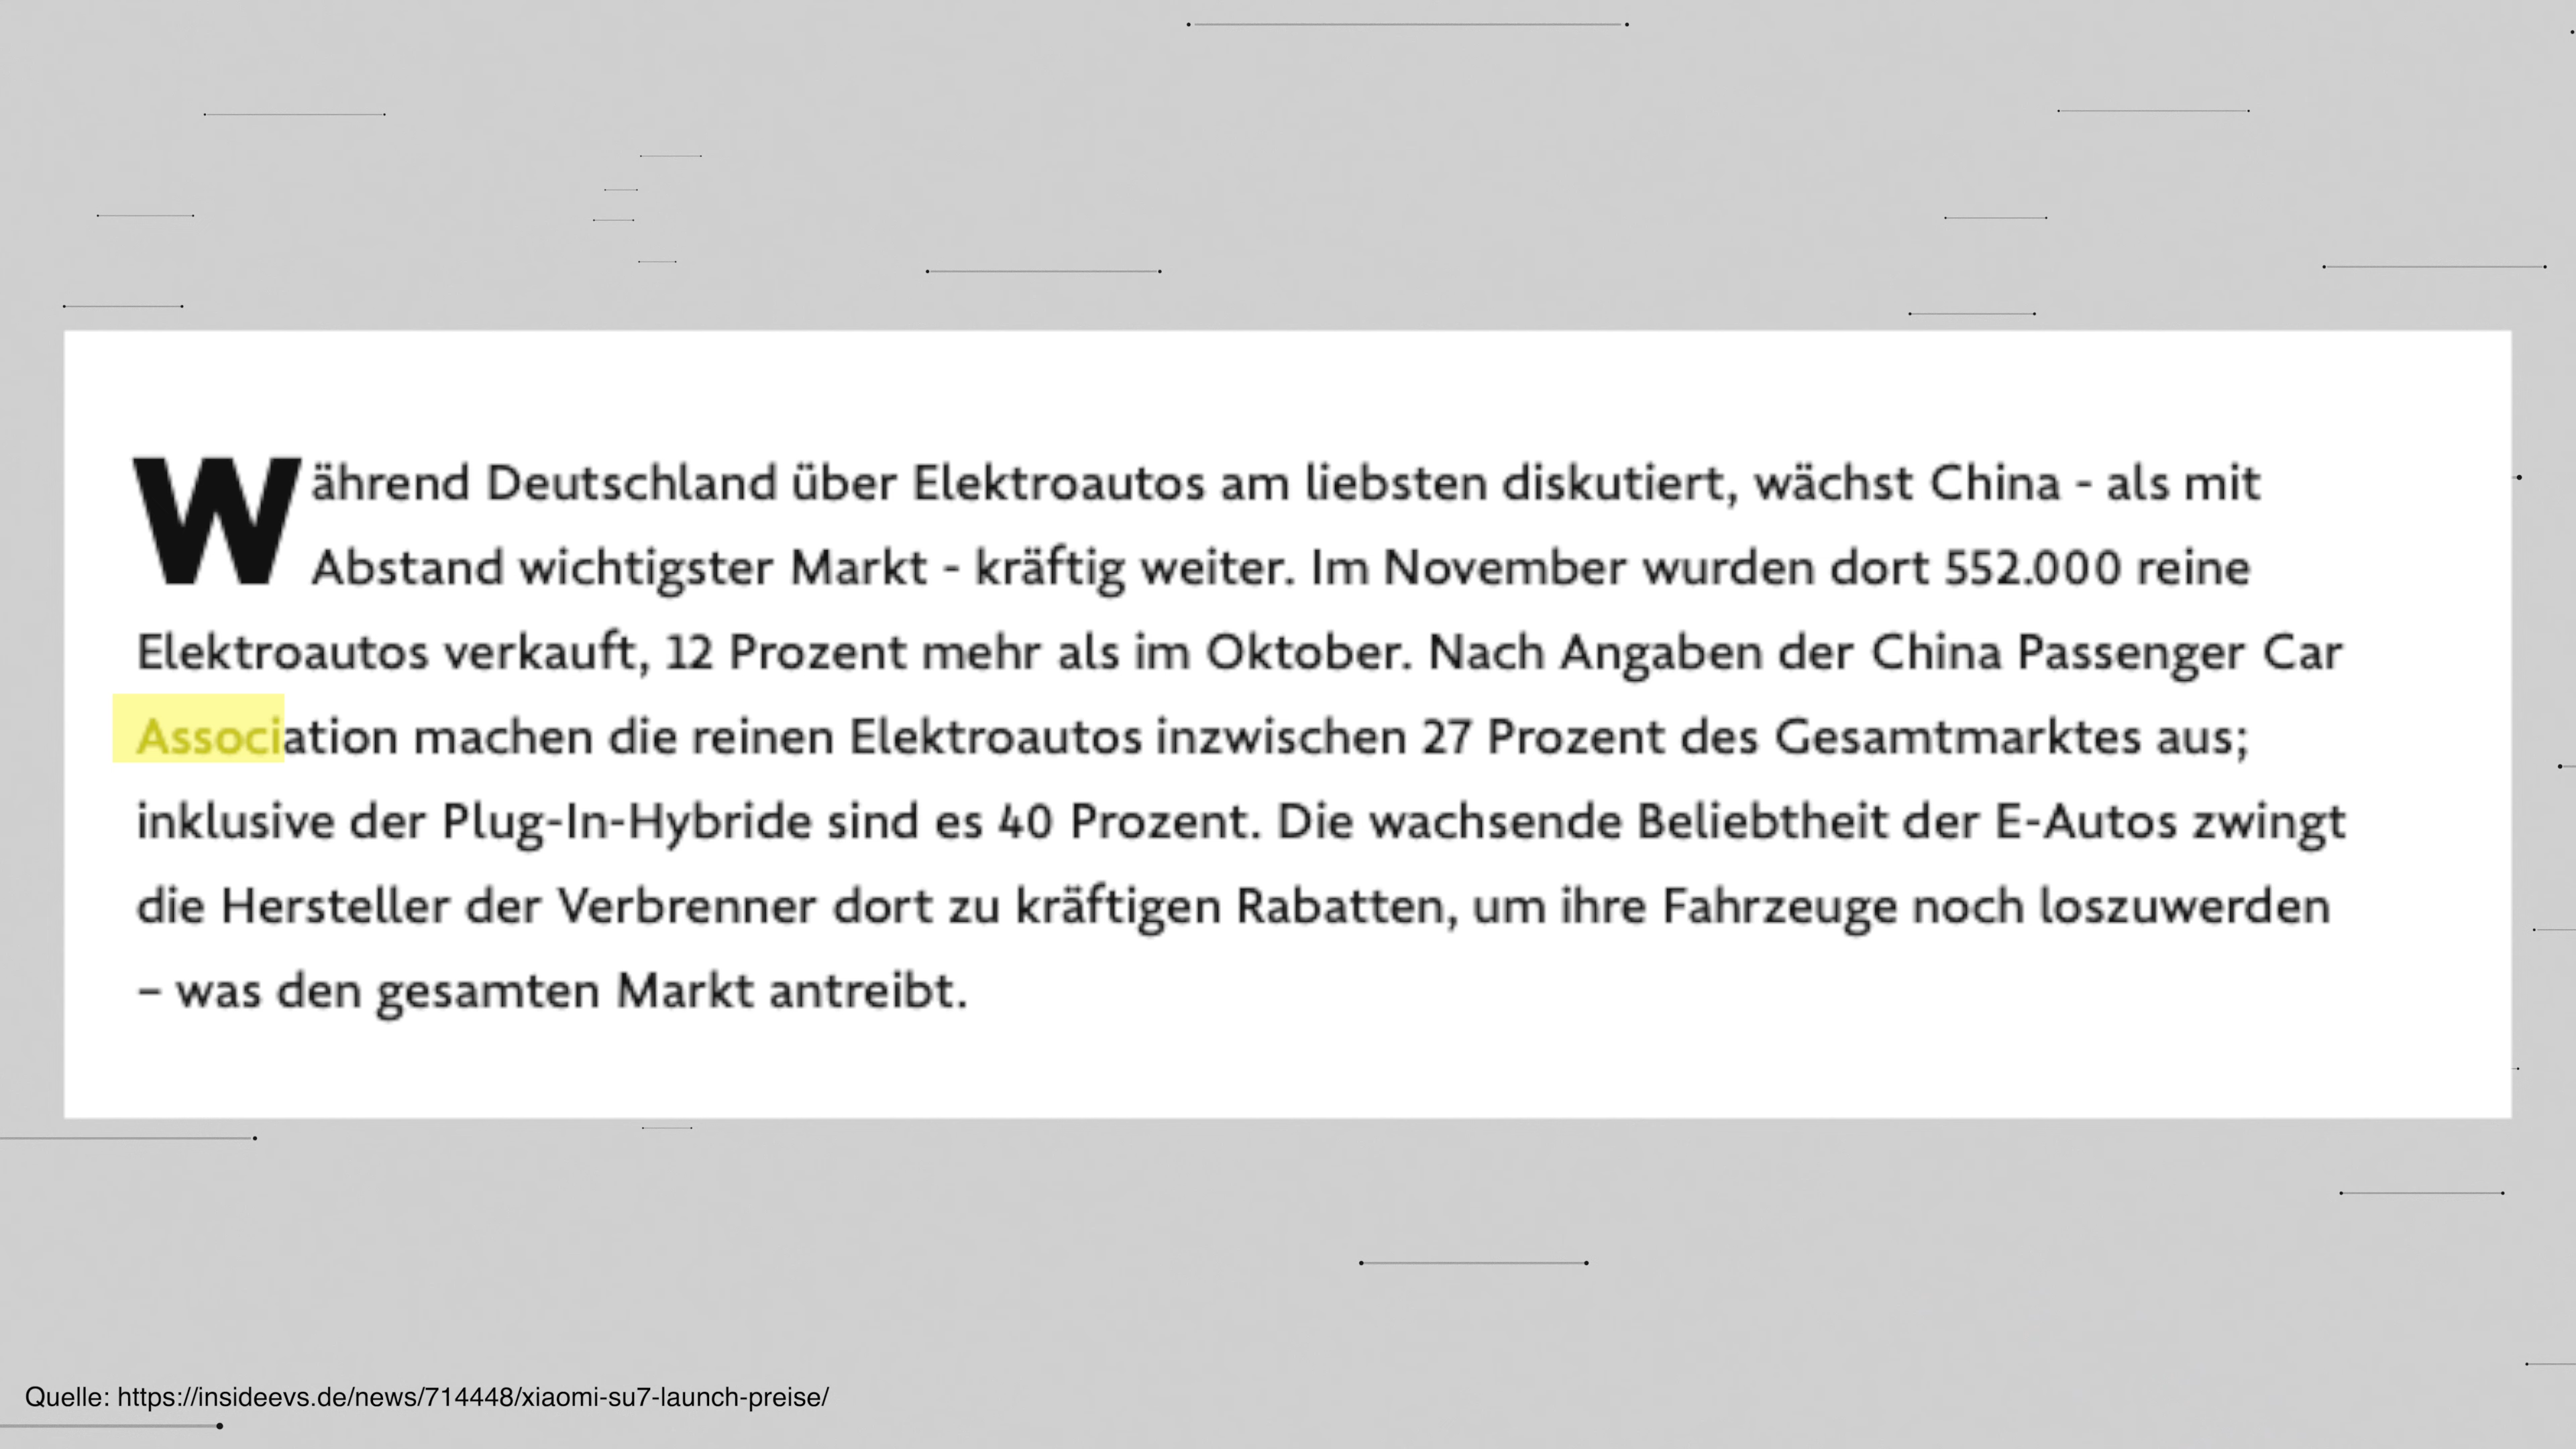 Während Deutschland über Elektroautos am liebsten diskutiert, wächst China - als mit
Abstand wichtigster Markt - kräftig weiter. Im November wurden dort 552.000 reine
Elektroautos verkauft, 12 Prozent mehr als im Oktober. Nach Angaben der China Passenger Car
Association machen die reinen Elektroautos inzwischen 27 Prozent des Gesamtmarktes aus;
inklusive der Plug-In-Hybride sind es 40 Prozent. Die wachsende Beliebtheit der E-Autos zwingt
die Hersteller der Verbrenner dort zu kräftigen Rabatten, um ihre Fahrzeuge noch loszuwerden
– was den gesamten Markt antreibt.
Quelle: https://insideevs.de/news/714448/xiaomi-su7-launch-preise/